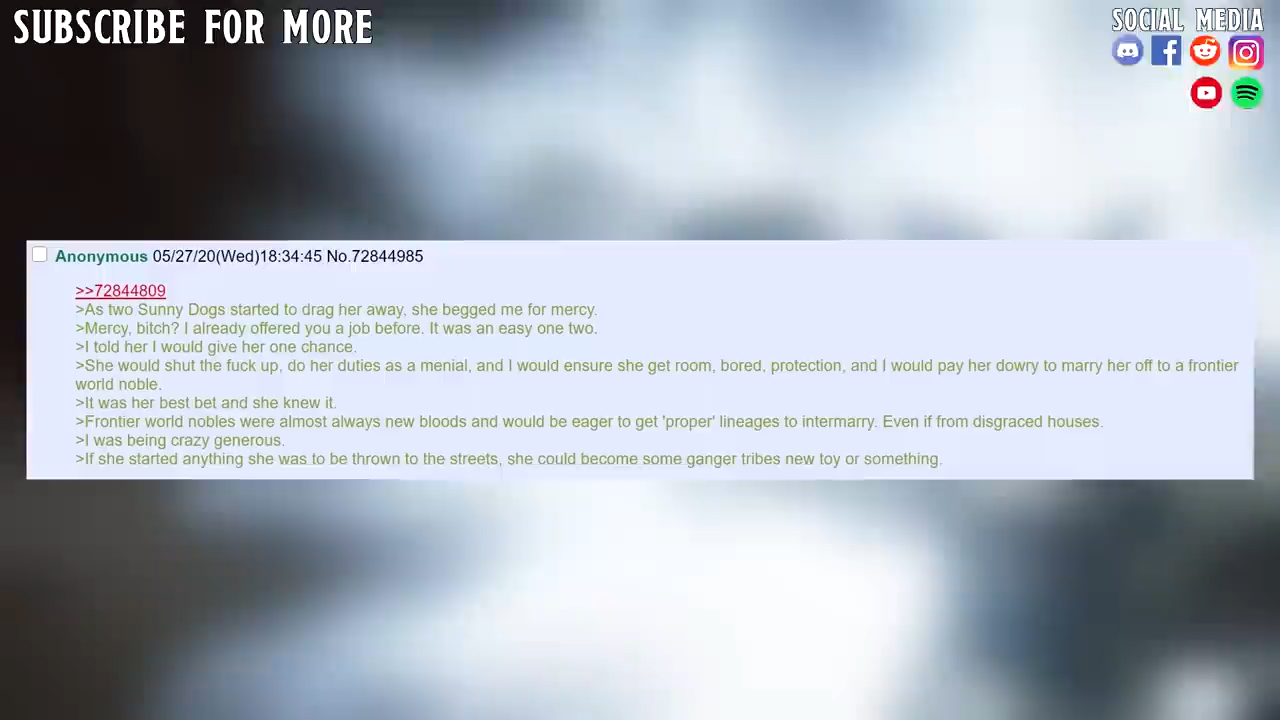 SUBSCRIBE FOR MORE
SOCIAL MEDIA
Anonymous 05/27/20(Wed)18:34:45 No.72844985
>>72844809
>As two Sunny Dogs started to drag her away, she begged me for mercy.
>Mercy, bitch? I already offered you a job before. It was an easy one two.
>I told her I would give her one chance.
>She would shut the fuck up, do her duties as a menial, and I would ensure she get room, bored, protection, and I would pay her dowry to marry her off to a frontier
world noble.
>It was her best bet and she knew it.
>Frontier world nobles were almost always new bloods and would be eager to get 'proper' lineages to intermarry. Even if from disgraced houses.
>I was being crazy generous.
>If she started anything she was to be thrown to the streets, she could become some ganger tribes new toy or something.